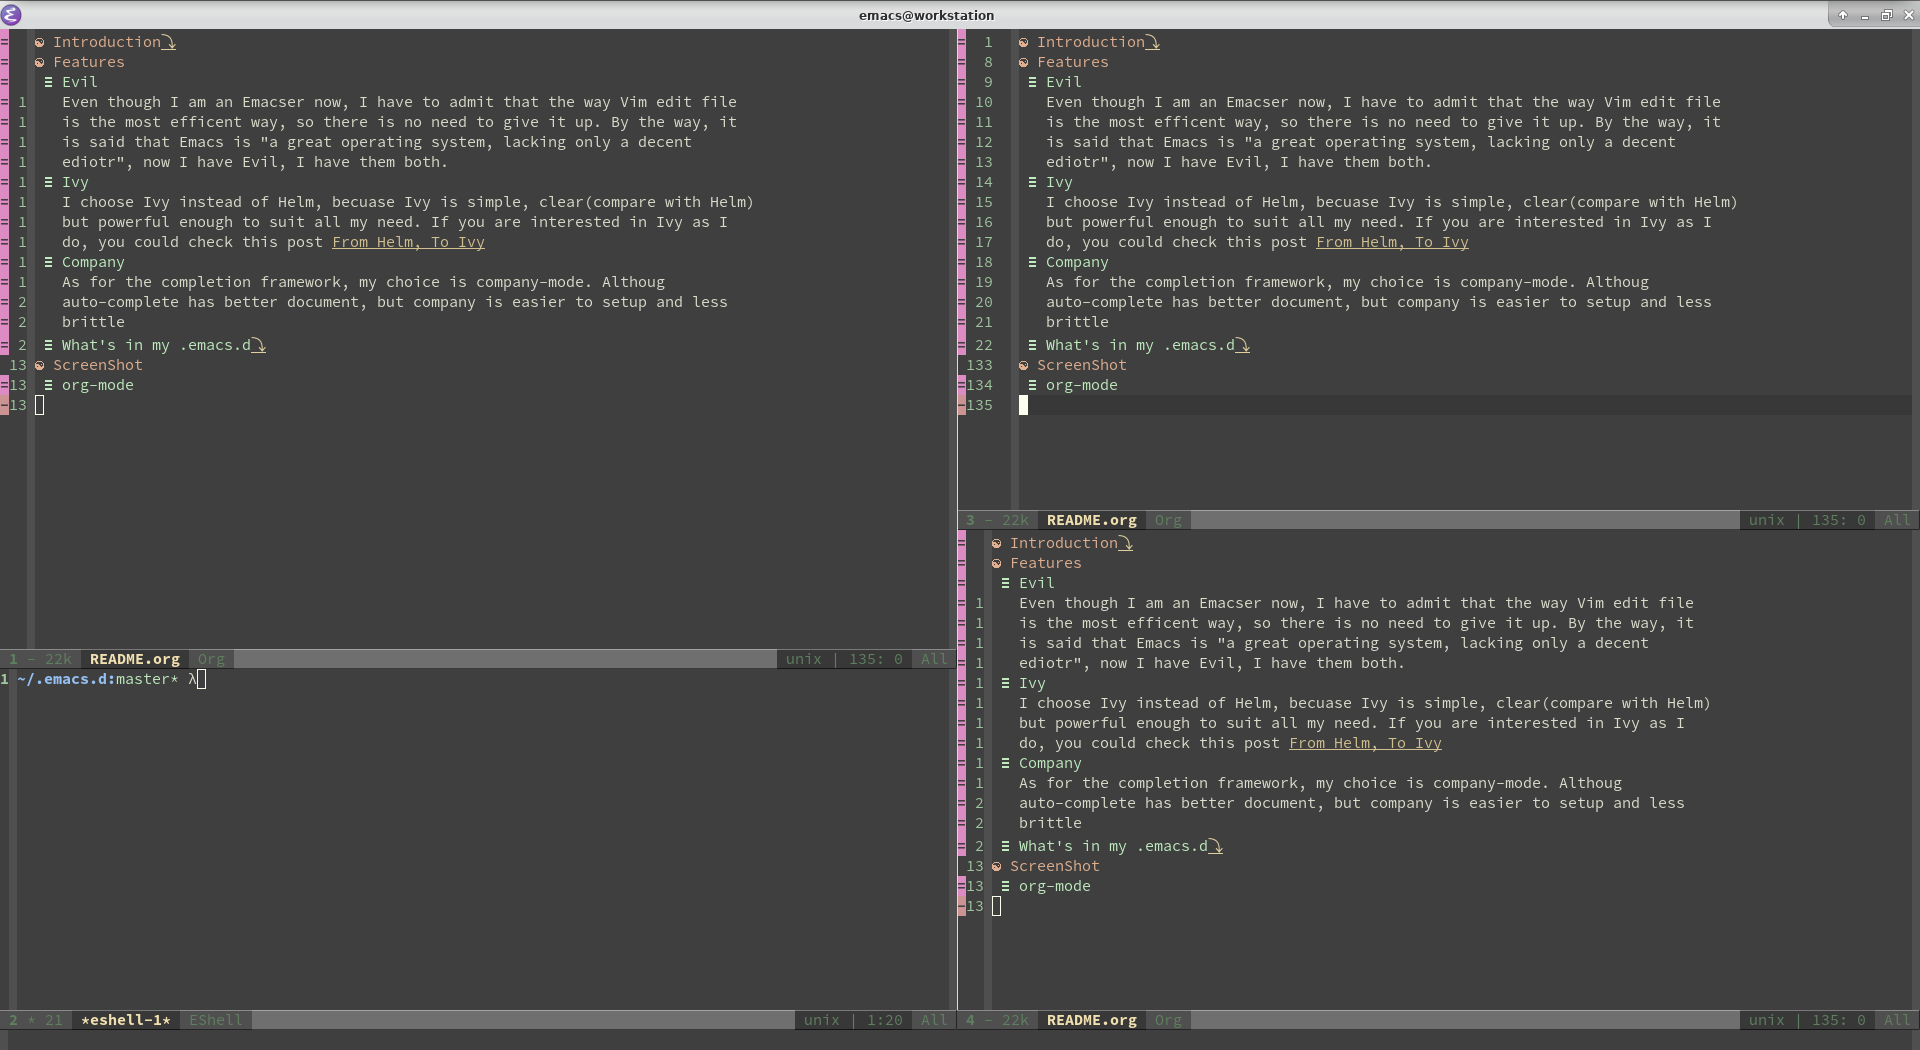 emacs@workstation
Introduction
Features
Evil
1 Even though I am an Emacser now, I have to admit that the way Vim edit file
1 is the most efficent way, so there is no need to give it up. By the way, it
1 is said that Emacs is "a great operating system, lacking only a decent
1 ediotr", now I have Evil, I have them both.
1 Ivy
1 I choose Ivy instead of Helm, becuase Ivy is simple, clear(compare with Helm)
1 but powerful enough to suit all my need. If you are interested in Ivy as I
1 do, you could check this post From Helm, To Ivy
1 Company
1 As for the completion framework, my choice is company-mode. Althoug
2 auto-complete has better document, but company is easier to setup and less
2 brittle
2 What's in my .emacs.d
13 ScreenShot
=13 org-mode
-13
1 - 22k README.org Org unix | 135: 0 All
1 ~/.emacs.d:master* λ
2 * 21 *eshell-1* EShell unix | 1:20 All
1 Introduction
8 Features
9 Evil
10 Even though I am an Emacser now, I have to admit that the way Vim edit file
11 is the most efficent way, so there is no need to give it up. By the way, it
12 is said that Emacs is "a great operating system, lacking only a decent
13 ediotr", now I have Evil, I have them both.
14 Ivy
15 I choose Ivy instead of Helm, becuase Ivy is simple, clear(compare with Helm)
16 but powerful enough to suit all my need. If you are interested in Ivy as I
17 do, you could check this post From Helm, To Ivy
18 Company
19 As for the completion framework, my choice is company-mode. Althoug
20 auto-complete has better document, but company is easier to setup and less
21 brittle
22 What's in my .emacs.d
133 ScreenShot
=134 org-mode
-135
3 - 22k README.org Org unix | 135: 0 All
Introduction
Features
Evil
1 Even though I am an Emacser now, I have to admit that the way Vim edit file
1 is the most efficent way, so there is no need to give it up. By the way, it
1 is said that Emacs is "a great operating system, lacking only a decent
1 ediotr", now I have Evil, I have them both.
1 Ivy
1 I choose Ivy instead of Helm, becuase Ivy is simple, clear(compare with Helm)
1 but powerful enough to suit all my need. If you are interested in Ivy as I
1 do, you could check this post From Helm, To Ivy
1 Company
1 As for the completion framework, my choice is company-mode. Althoug
2 auto-complete has better document, but company is easier to setup and less
2 brittle
2 What's in my .emacs.d
13 ScreenShot
=13 org-mode
-13
4 - 22k README.org Org unix | 135: 0 All